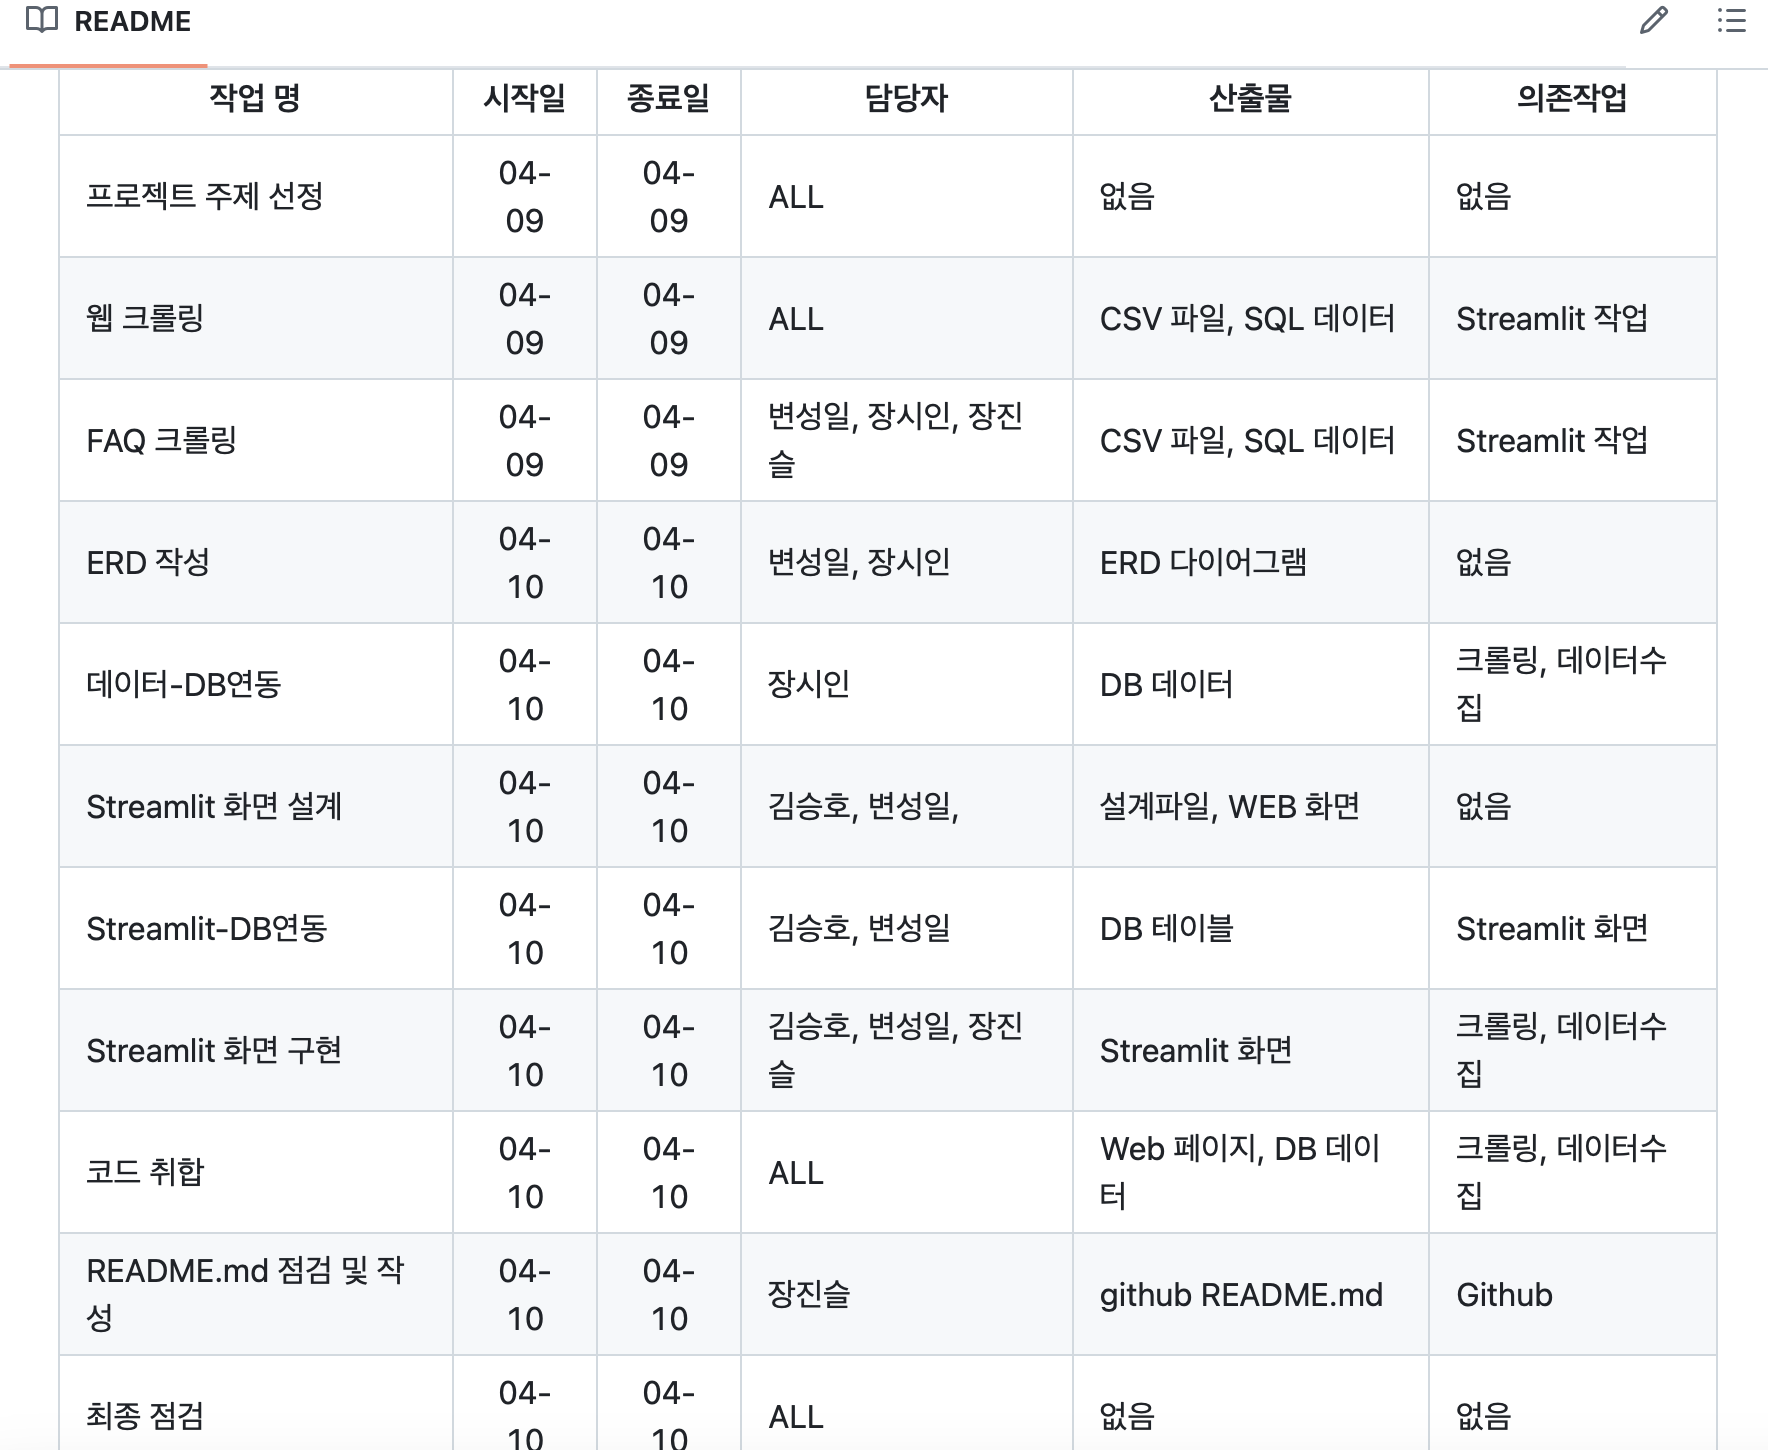 README
작업 명 시작일 종료일 담당자 산출물 의존작업
프로젝트 주제 선정 04-09 04-09 ALL 없음 없음
웹 크롤링 04-09 04-09 ALL CSV 파일, SQL 데이터 Streamlit 작업
FAQ 크롤링 04-09 04-09 변성일, 장시인, 장진슬 CSV 파일, SQL 데이터 Streamlit 작업
ERD 작성 04-10 04-10 변성일, 장시인 ERD 다이어그램 없음
데이터-DB연동 04-10 04-10 장시인 DB 데이터 크롤링, 데이터수집
Streamlit 화면 설계 04-10 04-10 김승호, 변성일, 설계파일, WEB 화면 없음
Streamlit-DB연동 04-10 04-10 김승호, 변성일 DB 테이블 Streamlit 화면
Streamlit 화면 구현 04-10 04-10 김승호, 변성일, 장진슬 Streamlit 화면 크롤링, 데이터수집
코드 취합 04-10 04-10 ALL Web 페이지, DB 데이터 크롤링, 데이터수집
README.md 점검 및 작성 04-10 04-10 장진슬 github README.md Github
최종 점검 04-10 04-10 ALL 없음 없음